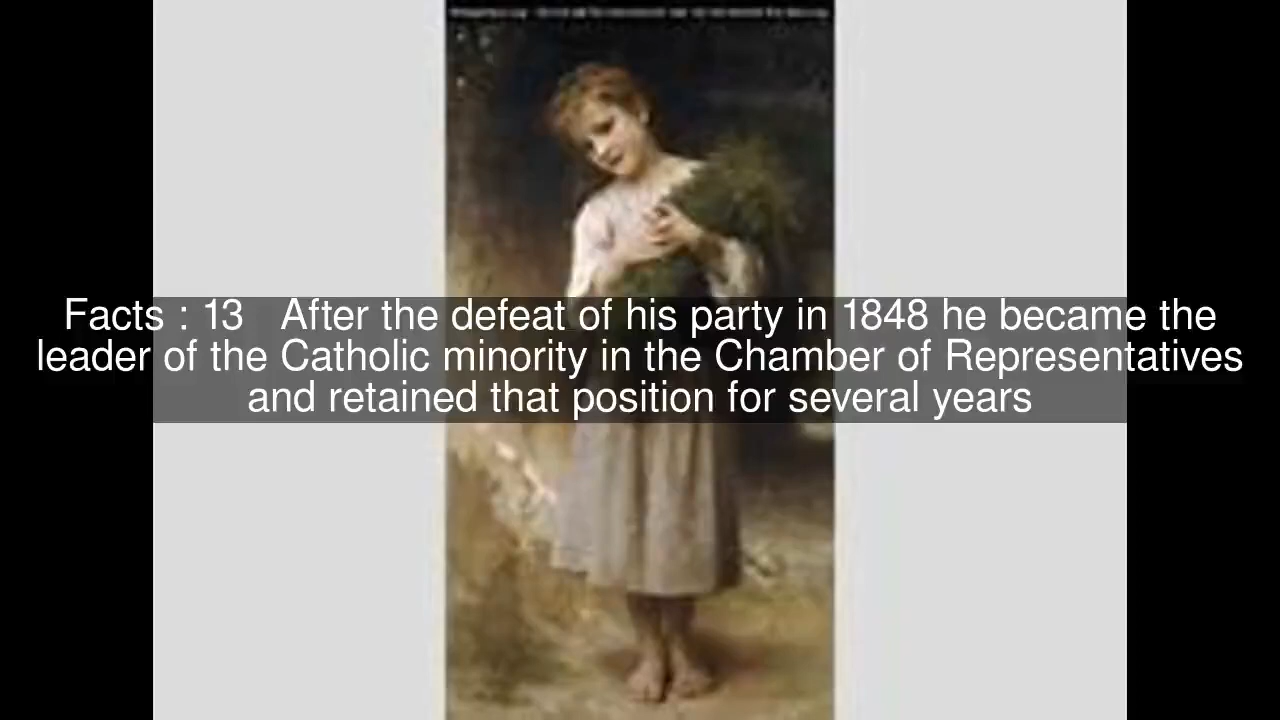 Facts : 13 After the defeat of his party in 1848 he became the
leader of the Catholic minority in the Chamber of Representatives
and retained that position for several years